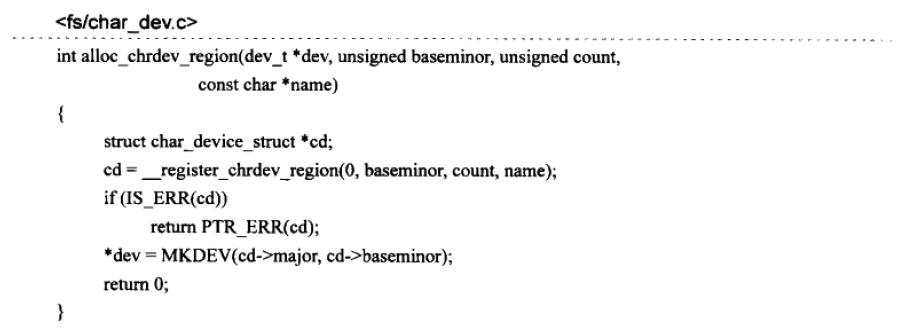 <fs/char_dev.c>
int alloc_chrdev_region(dev_t *dev, unsigned baseminor, unsigned count,
const char *name)
{
struct char_device_struct *cd;
cd = __register_chrdev_region(0, baseminor, count, name);
if (IS_ERR(cd))
return PTR_ERR(cd);
*dev = MKDEV(cd->major, cd->baseminor);
return 0;
}